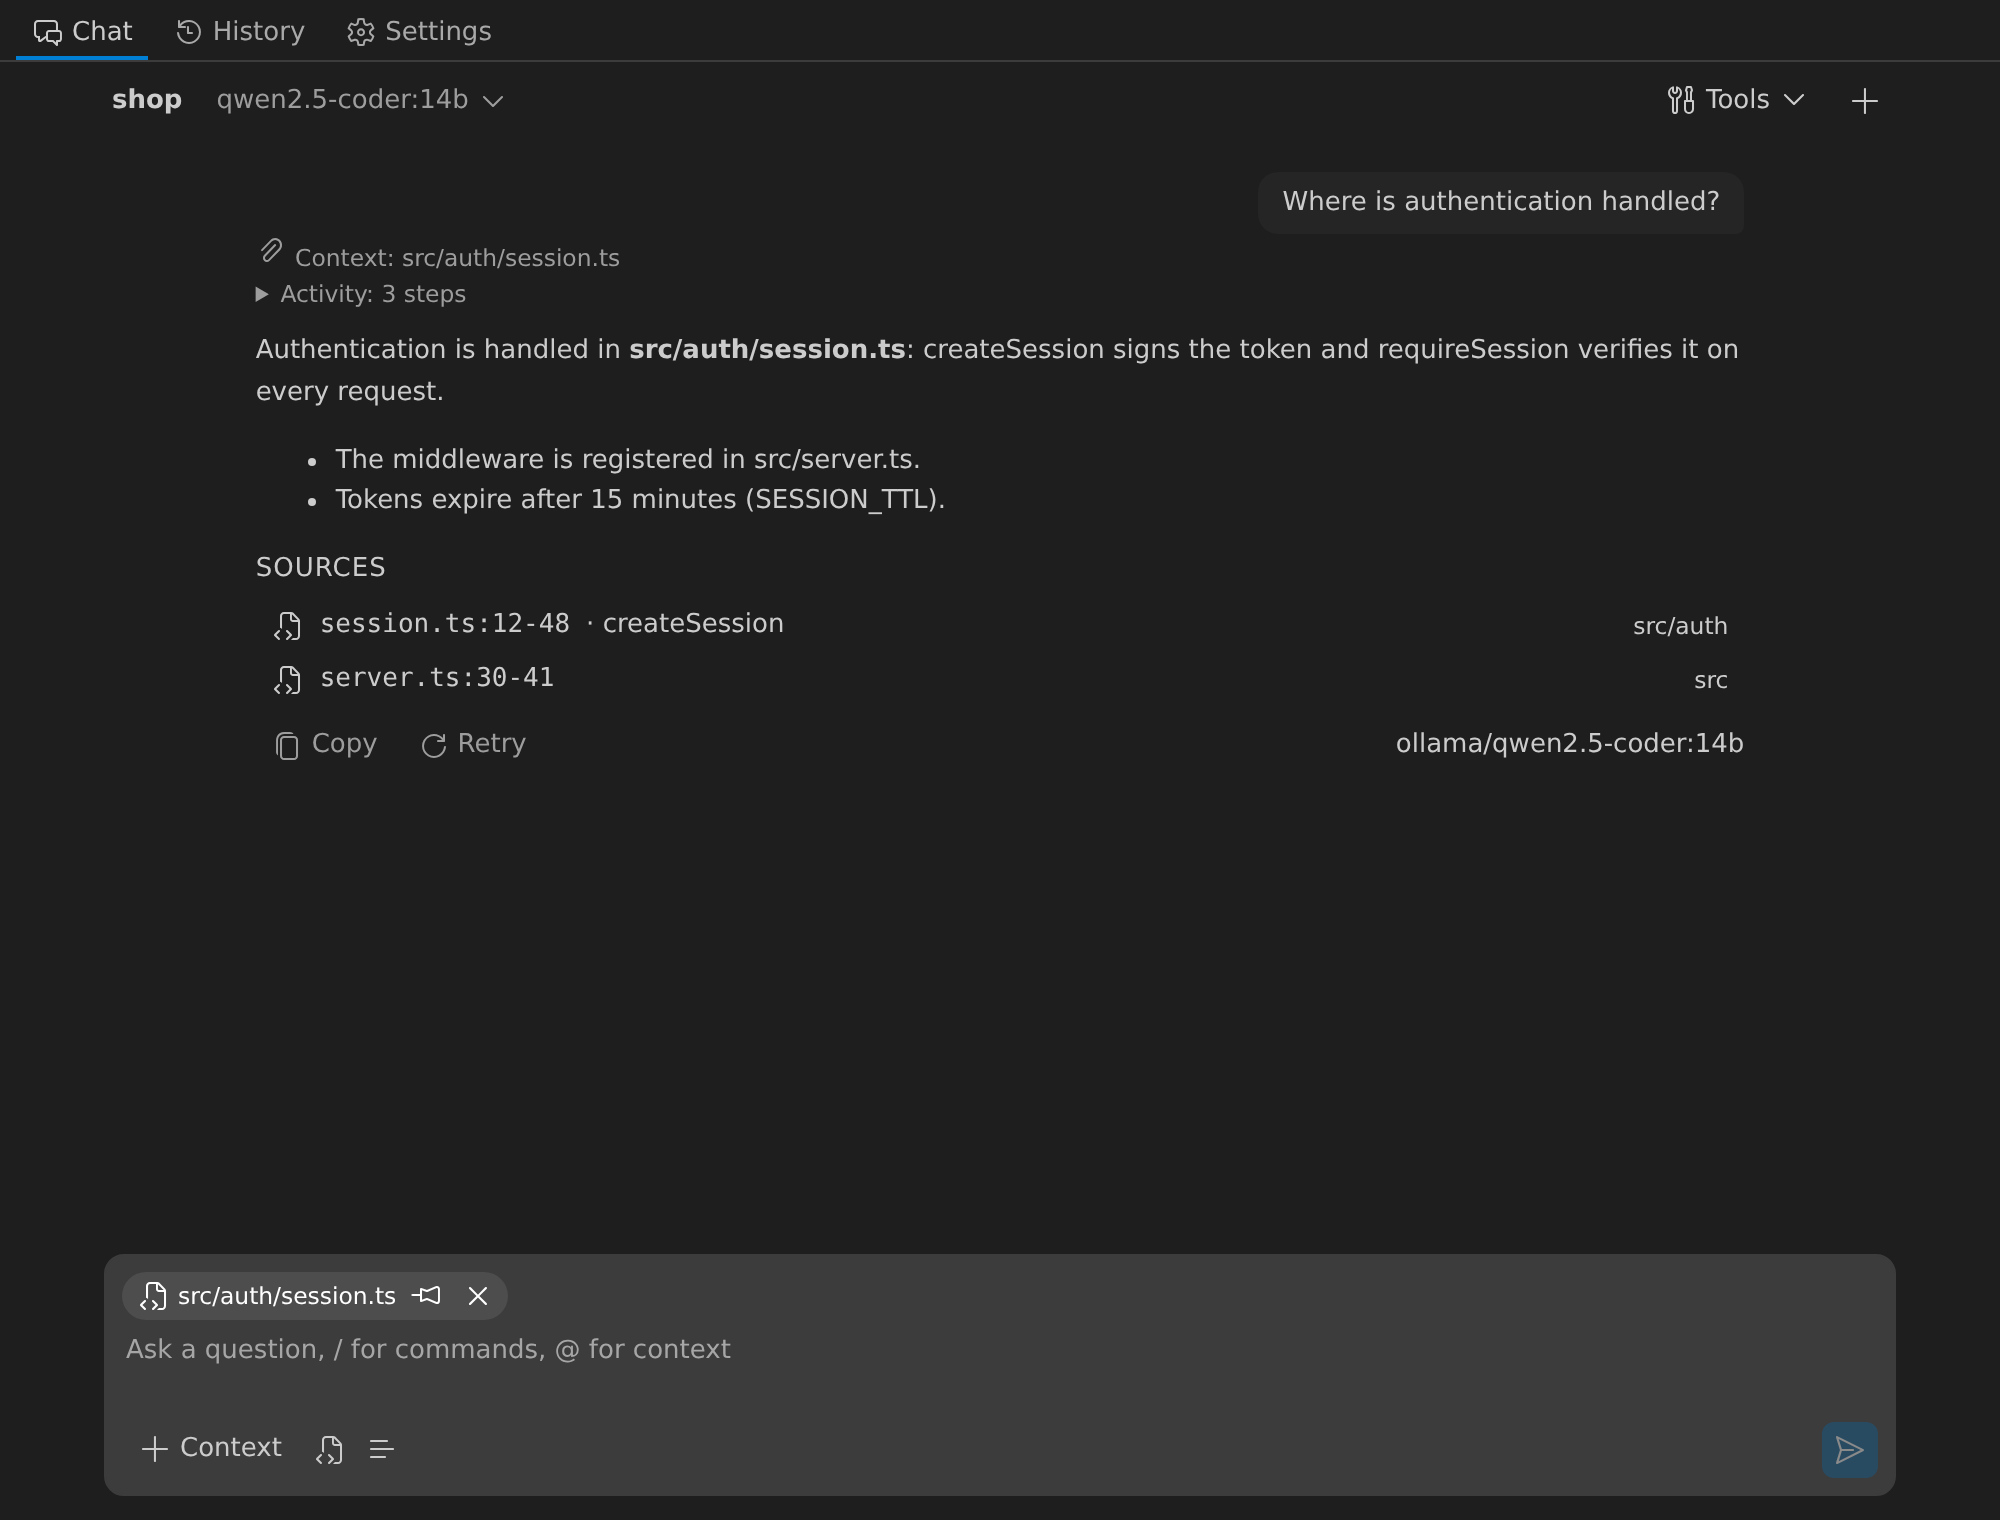 Chat History Settings
shop qwen2.5-coder:14b Tools
Where is authentication handled?
Context: src/auth/session.ts
Activity: 3 steps
Authentication is handled in src/auth/session.ts: createSession signs the token and requireSession verifies it on
every request.
• The middleware is registered in src/server.ts.
• Tokens expire after 15 minutes (SESSION_TTL).
SOURCES
session.ts:12-48 · createSession src/auth
server.ts:30-41 src
Copy Retry ollama/qwen2.5-coder:14b
src/auth/session.ts
Ask a question, / for commands, @ for context
Context